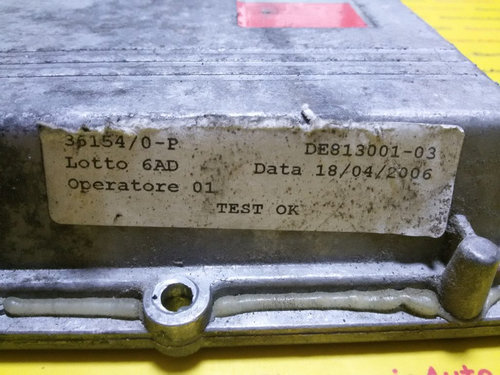 36154/0-P DE813001-03
Lotto 6AD Data 18/04/2006
Operatore 01
TEST OK